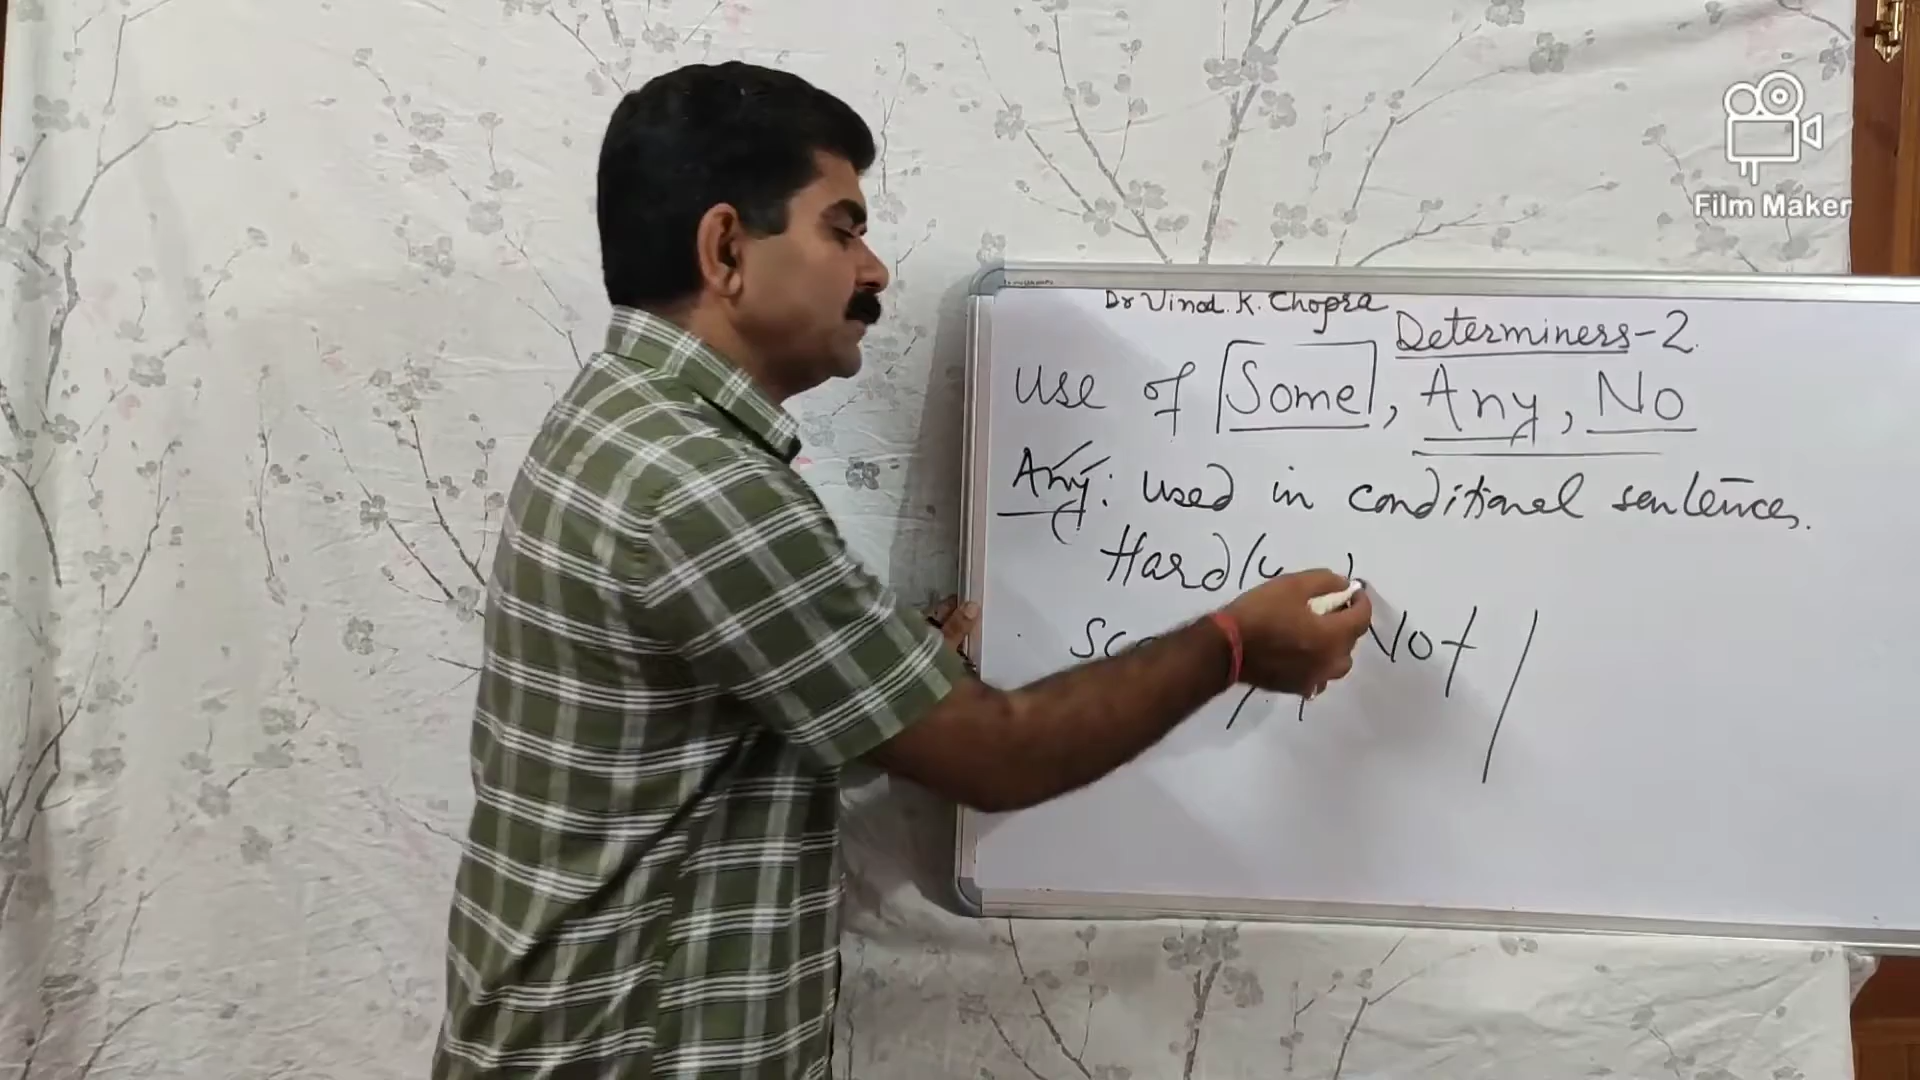 Film Maker
Dr Vinod. K. Chopra
Determiners-2.
Use of Some, Any, No
Any: Used in conditional sentences.
Hardly
Not